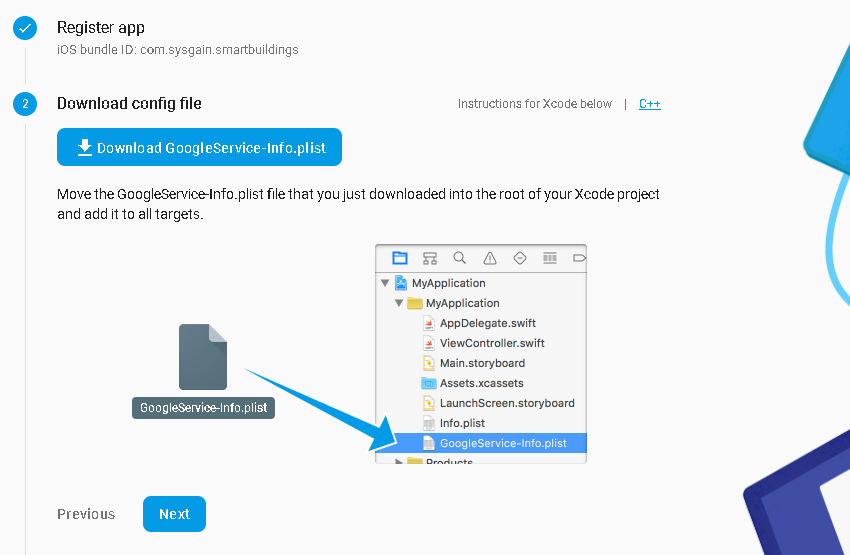 Register app
iOS bundle ID: com.sysgain.smartbuildings
2
Download config file
Instructions for Xcode below | C++
Download GoogleService-Info.plist
Move the GoogleService-Info.plist file that you just downloaded into the root of your Xcode project
and add it to all targets.
GoogleService-Info.plist
MyApplication
MyApplication
AppDelegate.swift
ViewController.swift
Main.storyboard
Assets.xcassets
LaunchScreen.storyboard
Info.plist
GoogleService-Info.plist
Products
Previous
Next